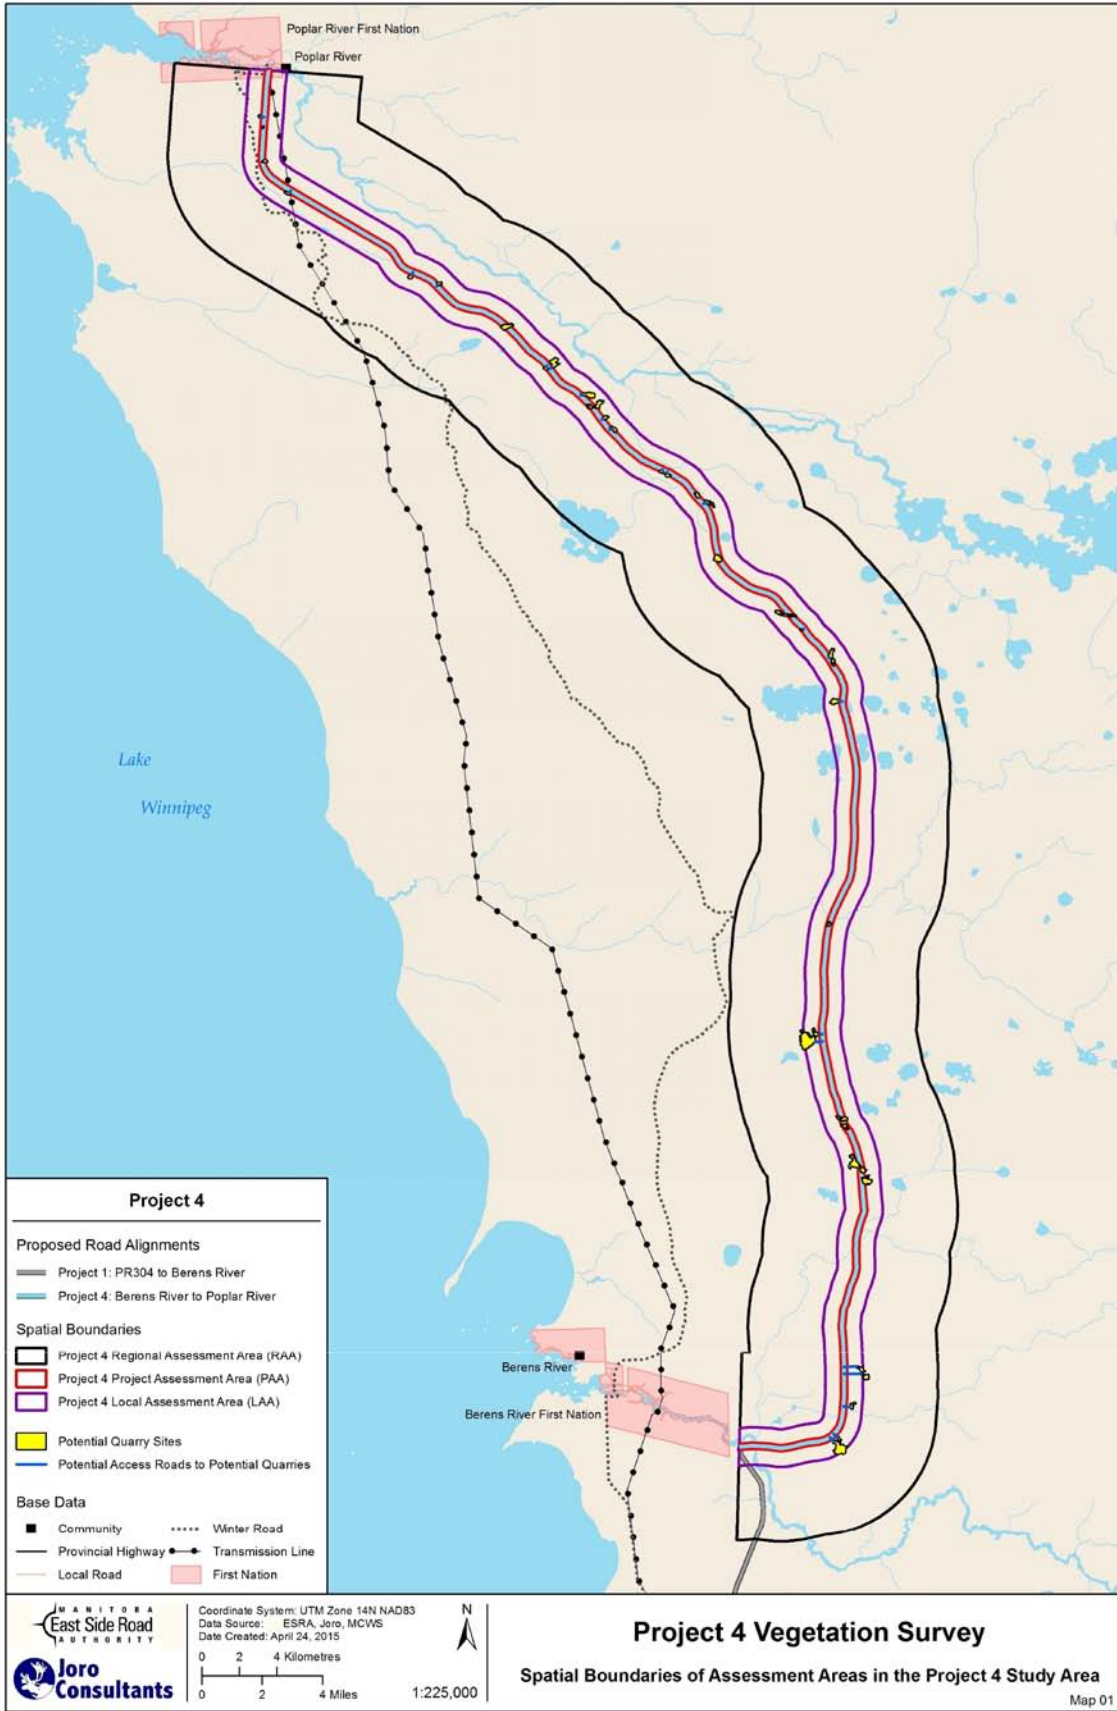 Poplar River First Nation
Poplar River
Lake
Winnipeg
Berens River
Berens River First Nation
Project 4
Proposed Road Alignments
Project 1: PR304 to Berens River
Project 4: Berens River to Poplar River
Spatial Boundaries
Project 4 Regional Assessment Area (RAA)
Project 4 Project Assessment Area (PAA)
Project 4 Local Assessment Area (LAA)
Potential Quarry Sites
Potential Access Roads to Potential Quarries
Base Data
Community Winter Road
Provincial Highway Transmission Line
Local Road First Nation
MANITOBA
East Side Road
AUTHORITY
Joro
Consultants
Coordinate System: UTM Zone 14N NAD83
Data Source: ESRA, Joro, MCWS
Date Created: April 24, 2015
0 2 4 Kilometres
0 2 4 Miles
1:225,000
N
Project 4 Vegetation Survey
Spatial Boundaries of Assessment Areas in the Project 4 Study Area
Map 01